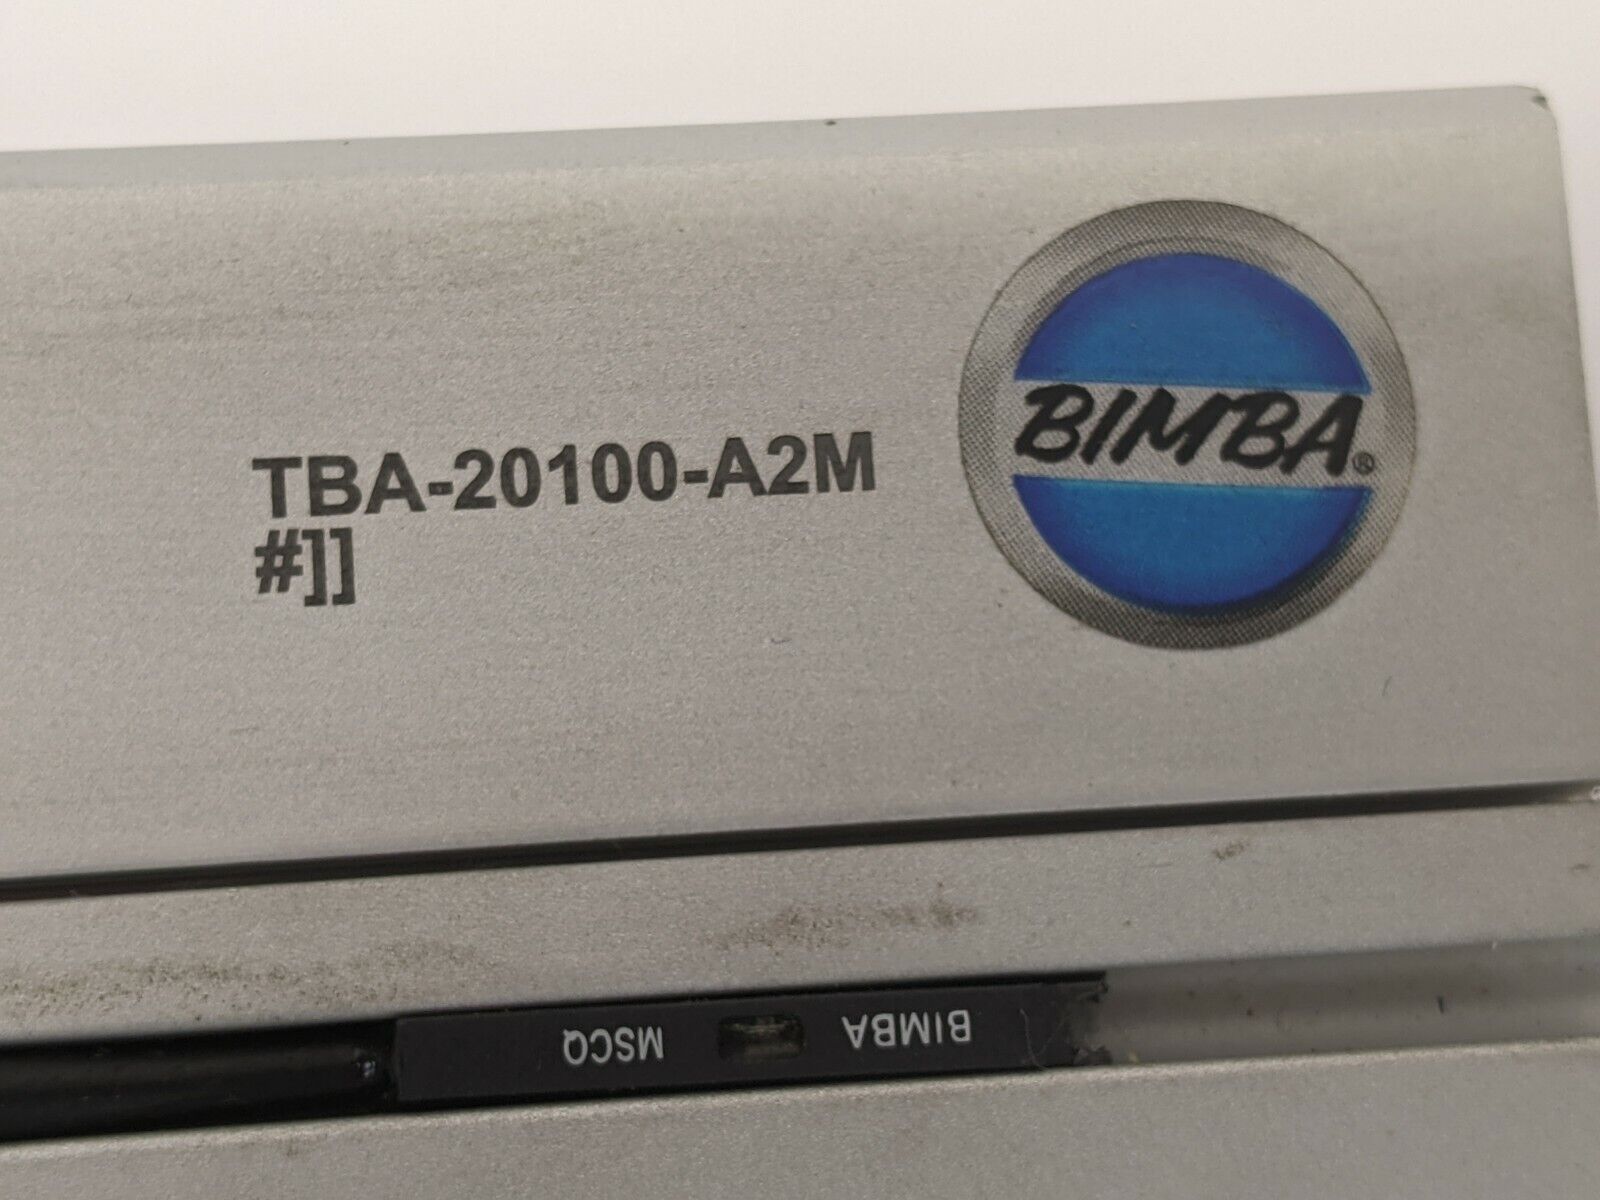 TBA-20100-A2M
#]]
BIMBA®
BIMBA MSCQ